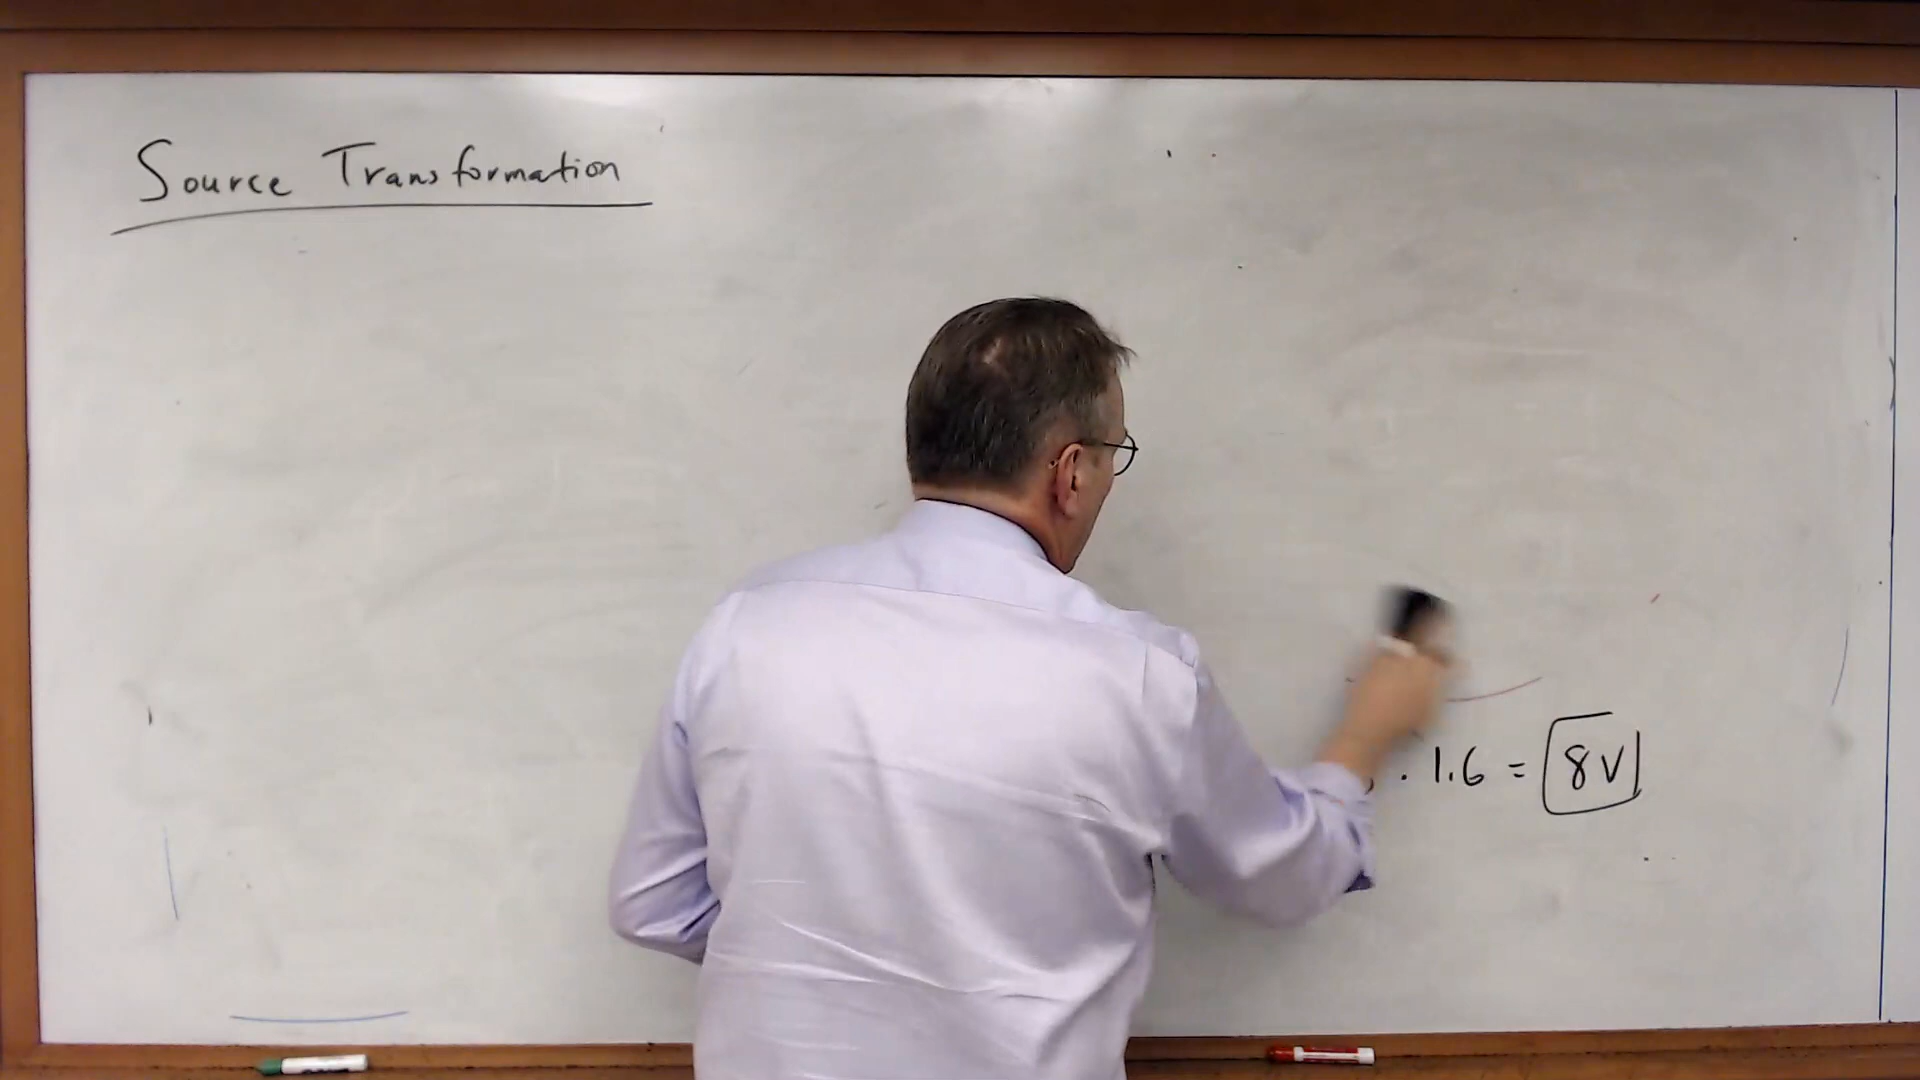 Source Transformation
. 1.6 = 8V